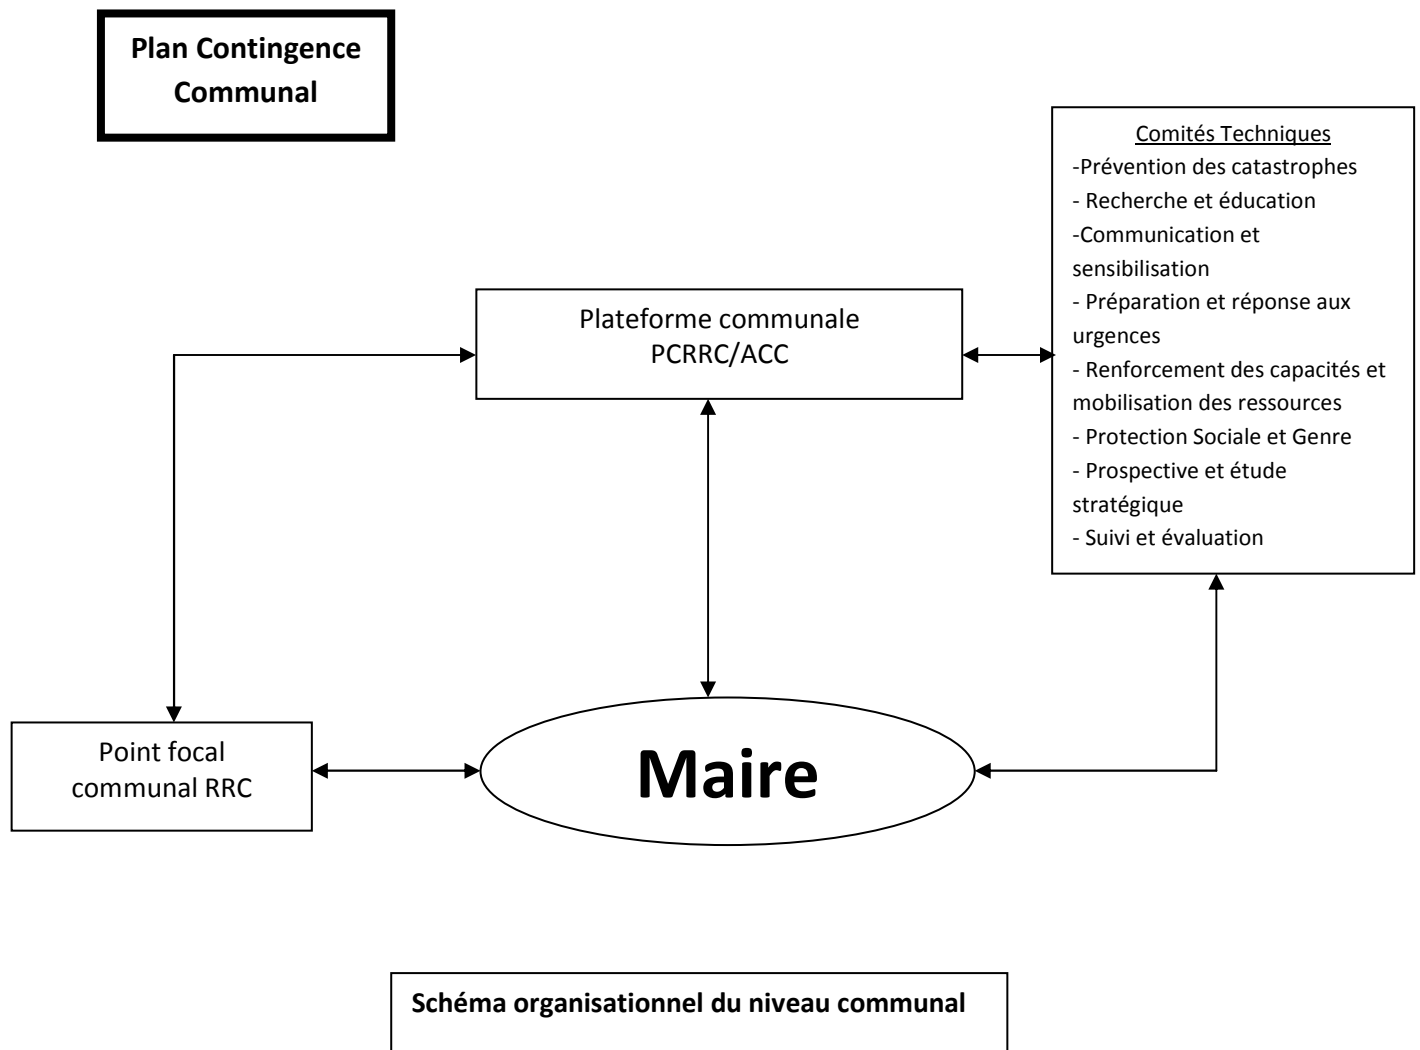 Plan Contingence
Communal
Comités Techniques
-Prévention des catastrophes
- Recherche et éducation
-Communication et
sensibilisation
- Préparation et réponse aux
urgences
- Renforcement des capacités et
mobilisation des ressources
- Protection Sociale et Genre
- Prospective et étude
stratégique
- Suivi et évaluation
Plateforme communale
PCRRC/ACC
Point focal
communal RRC
Maire
Schéma organisationnel du niveau communal